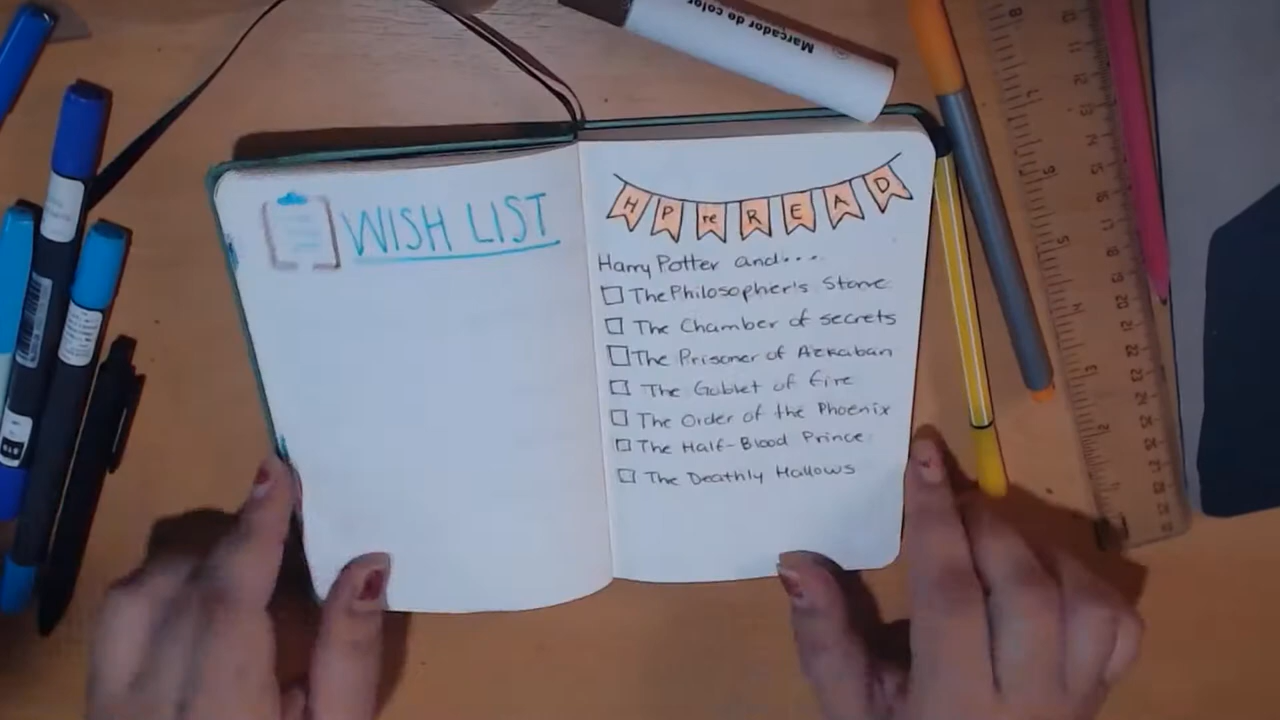 Marcador de color
WISH LIST
HP re READ
Harry Potter and....
The Philosopher's Stone
The Chamber of secrets
The Prisoner of Azkaban
The Goblet of fire
The Order of the Phoenix
The Half-Blood Prince
The Deathly Hallows